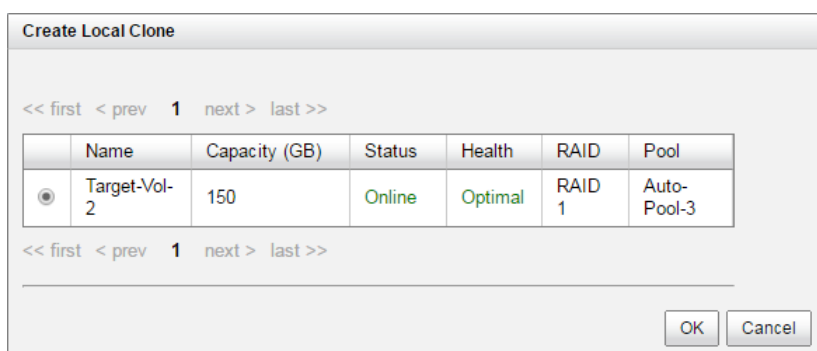 Create Local Clone
<< first < prev 1 next > last >>
Name Capacity (GB) Status Health RAID Pool
Target-Vol-2 150 Online Optimal RAID 1 Auto-Pool-3
<< first < prev 1 next > last >>
OK Cancel